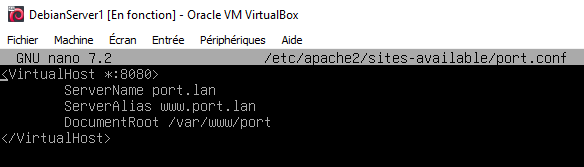 DebianServer1 [En fonction] - Oracle VM VirtualBox
Fichier Machine Écran Entrée Périphériques Aide
GNU nano 7.2 /etc/apache2/sites-available/port.conf
<VirtualHost *:8080>
ServerName port.lan
ServerAlias www.port.lan
DocumentRoot /var/www/port
</VirtualHost>